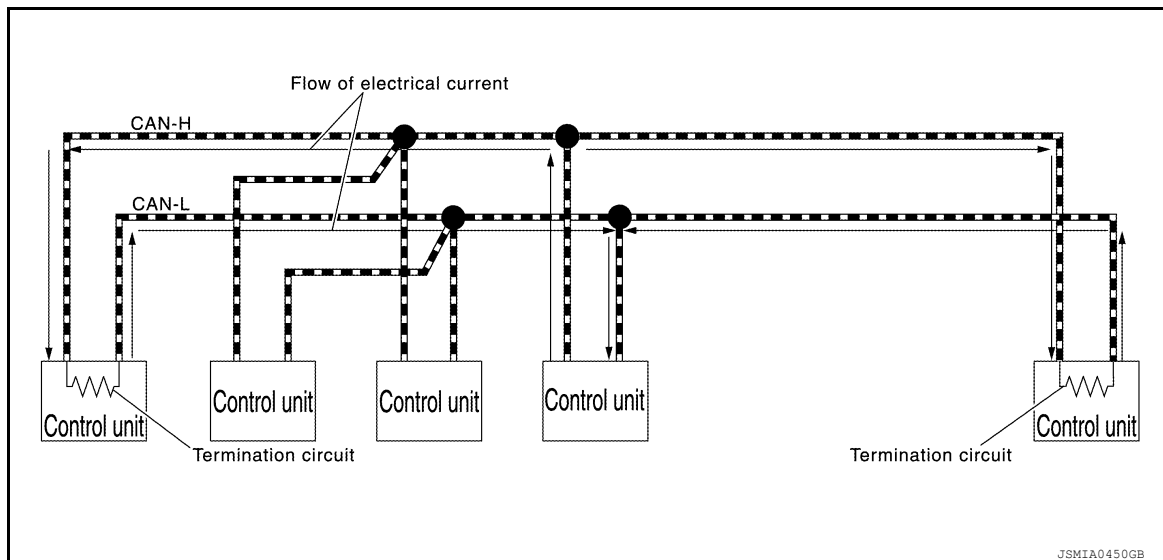 Flow of electrical current
CAN-H
CAN-L
Control unit
Control unit
Control unit
Control unit
Control unit
Termination circuit
Termination circuit
JSMIA0450GB